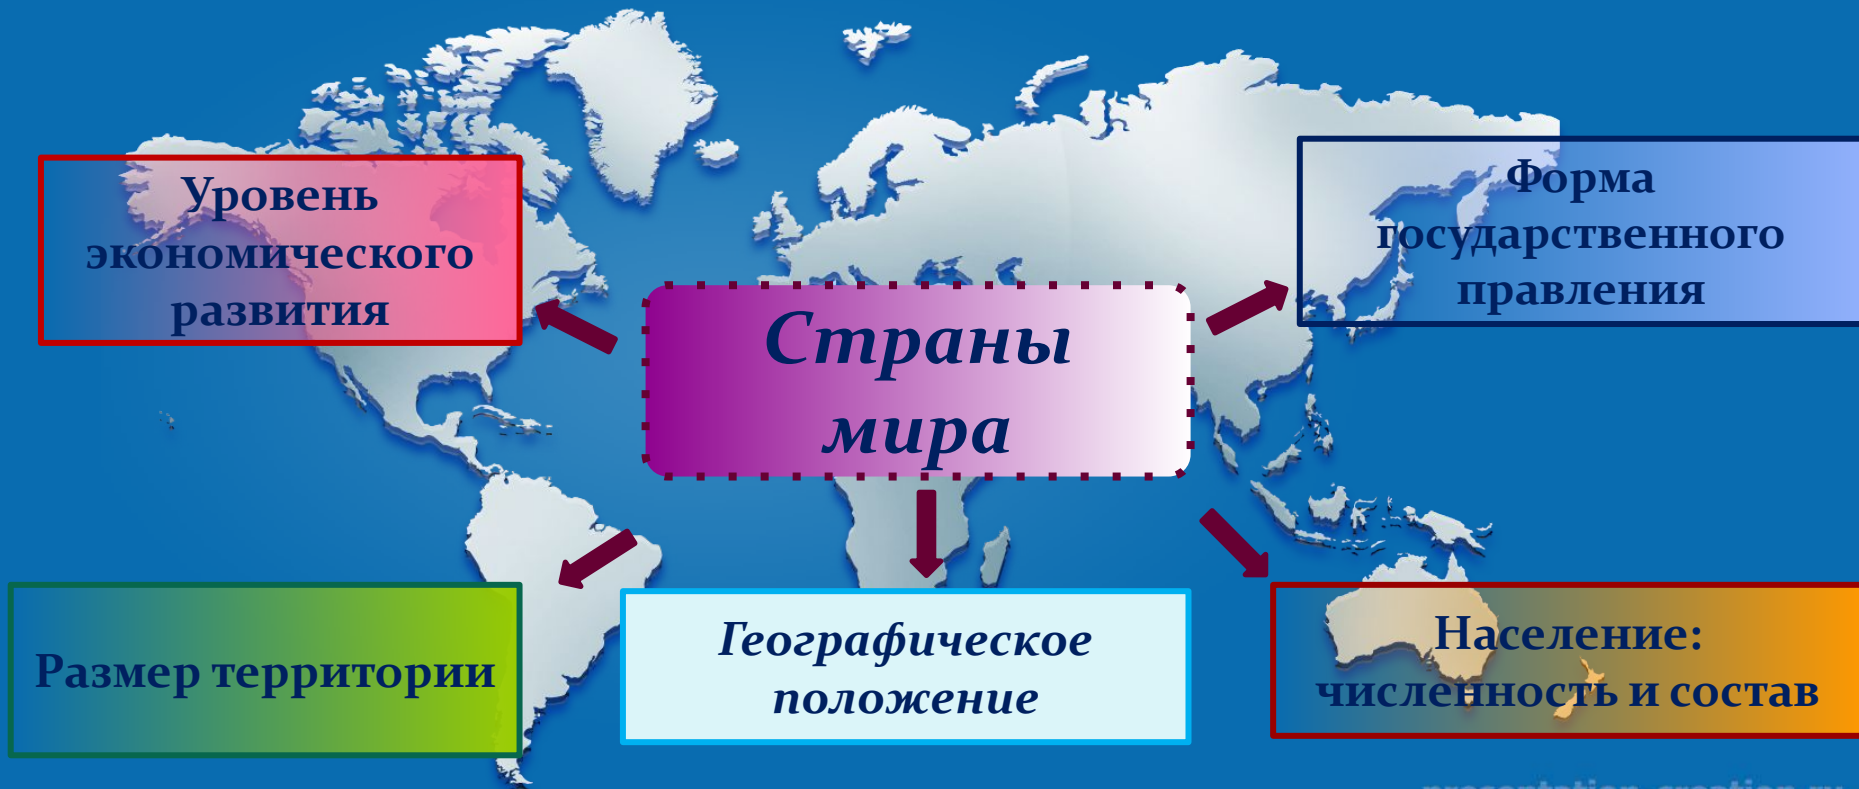 Уровень
экономического
развития
Форма
государственного
правления
Страны
мира
Размер территории
Географическое
положение
Население:
численность и состав